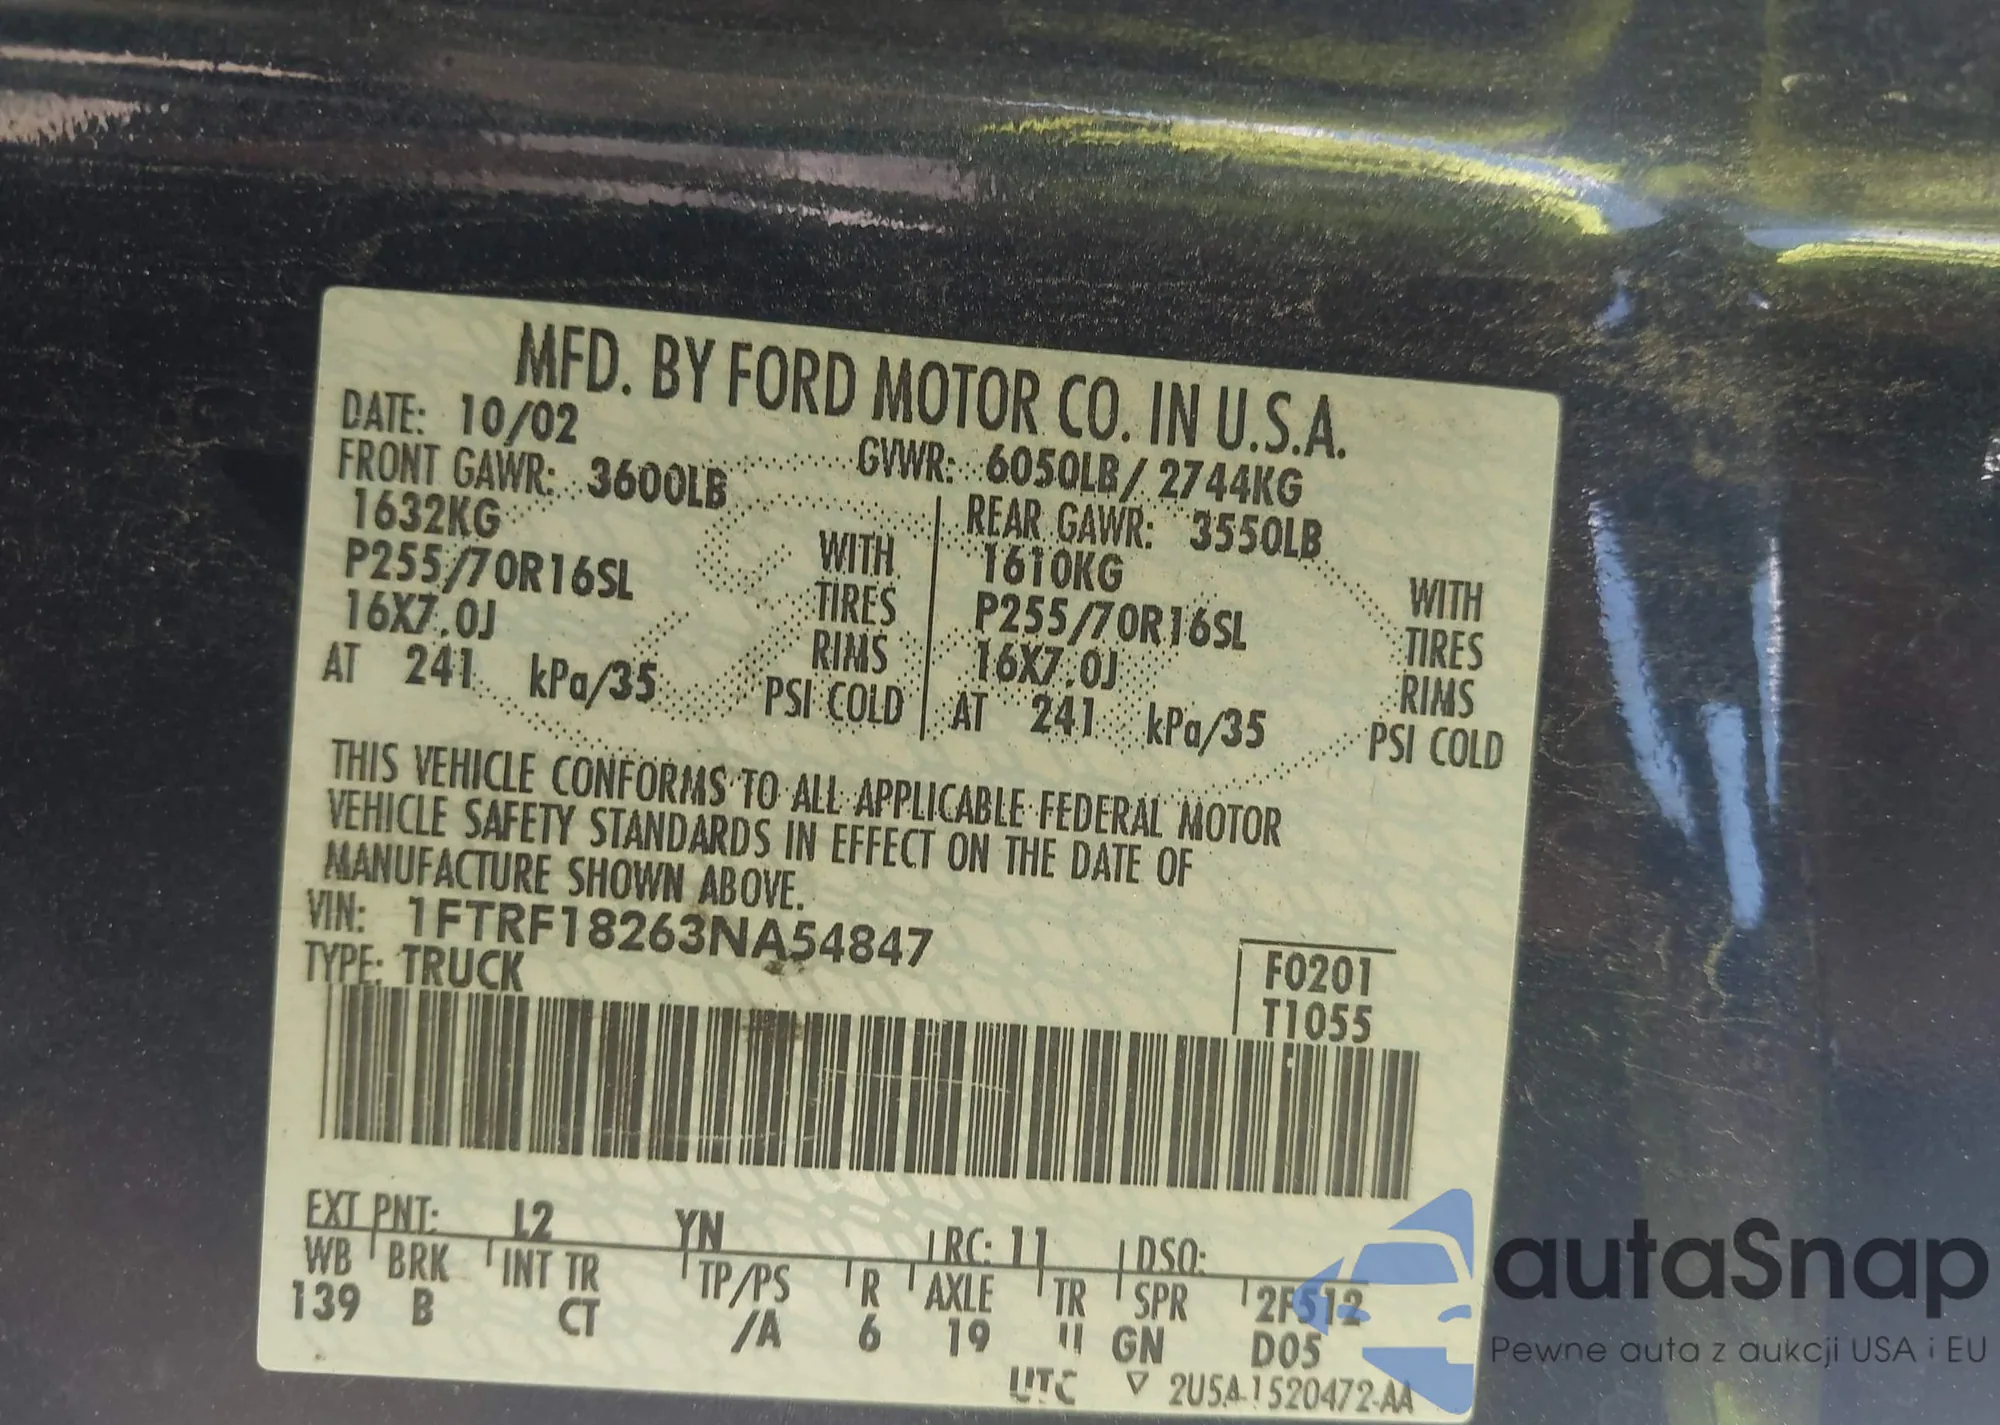 MFD. BY FORD MOTOR CO. IN U.S.A.
DATE: 10/02 GVWR: 6050LB / 2744KG
FRONT GAWR: 3600LB REAR GAWR: 3550LB
1632KG WITH 1610KG WITH
P255/70R16SL TIRES P255/70R16SL TIRES
16X7.0J RIMS 16X7.0J RIMS
AT 241 kPa/35 PSI COLD AT 241 kPa/35 PSI COLD
THIS VEHICLE CONFORMS TO ALL APPLICABLE FEDERAL MOTOR
VEHICLE SAFETY STANDARDS IN EFFECT ON THE DATE OF
MANUFACTURE SHOWN ABOVE.
VIN: 1FTRF18263NA54847
TYPE: TRUCK
F0201
T1055
EXT PNT: L2 YN RC: 11 DSO:
WB BRK INT TR TP/PS R AXLE TR SPR 2F512
139 B CT /A 6 19 GN D05
UTC ▽ 2U5A-1520472-AA
autaSnap
Pewne auta z aukcji USA i EU